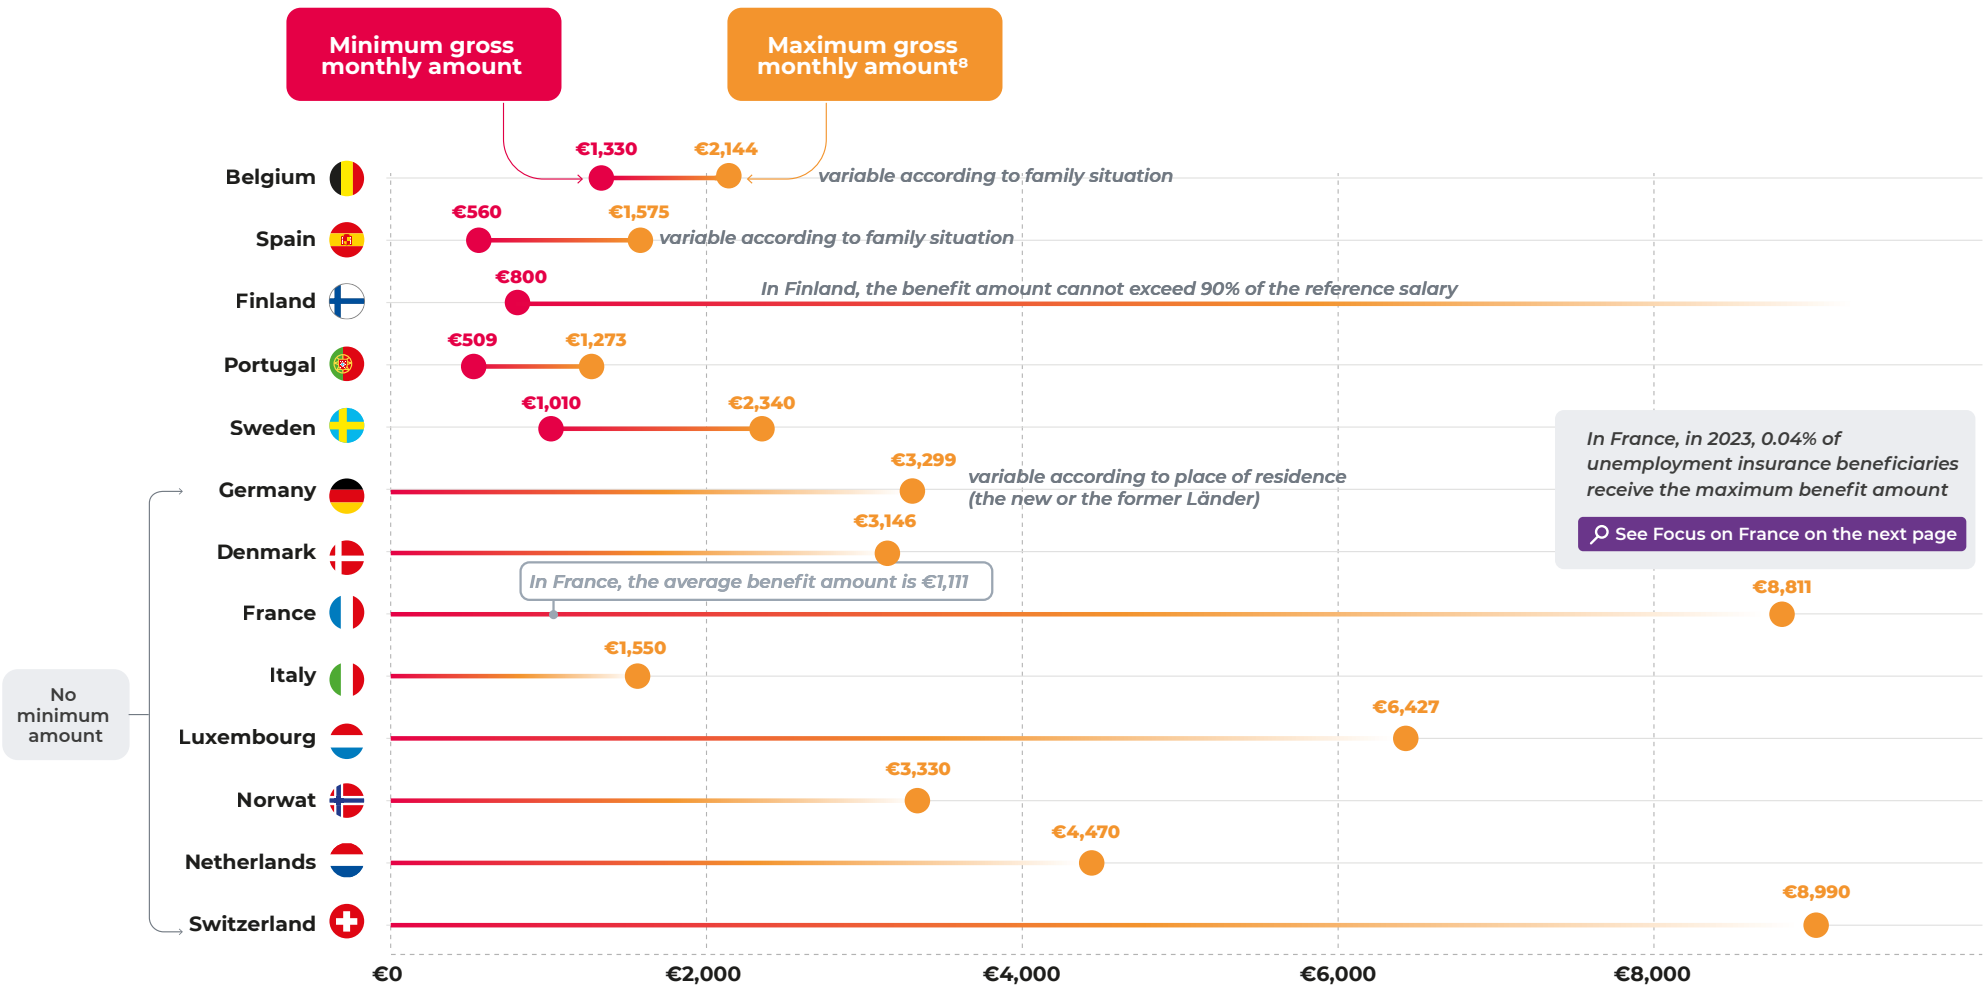 Minimum gross
monthly amount
Maximum gross
monthly amount⁸
Belgium
€1,330
€2,144
variable according to family situation
Spain
€560
€1,575
variable according to family situation
Finland
€800
In Finland, the benefit amount cannot exceed 90% of the reference salary
Portugal
€509
€1,273
Sweden
€1,010
€2,340
In France, in 2023, 0.04% of
unemployment insurance beneficiaries
receive the maximum benefit amount
See Focus on France on the next page
Germany
€3,299
variable according to place of residence
(the new or the former Länder)
Denmark
€3,146
In France, the average benefit amount is €1,111
France
€8,811
Italy
€1,550
No
minimum
amount
Luxembourg
€6,427
Norwat
€3,330
Netherlands
€4,470
Switzerland
€8,990
€0
€2,000
€4,000
€6,000
€8,000